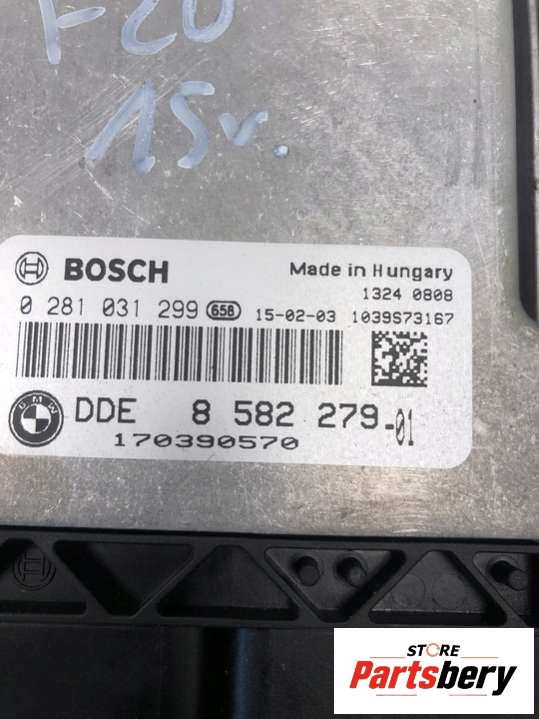 F20
15v.
BOSCH
Made in Hungary
1324 0808
0 281 031 299 658 15-02-03 1039S73167
BMW
DDE 8 582 279-01
170390570
STORE
Partsbery